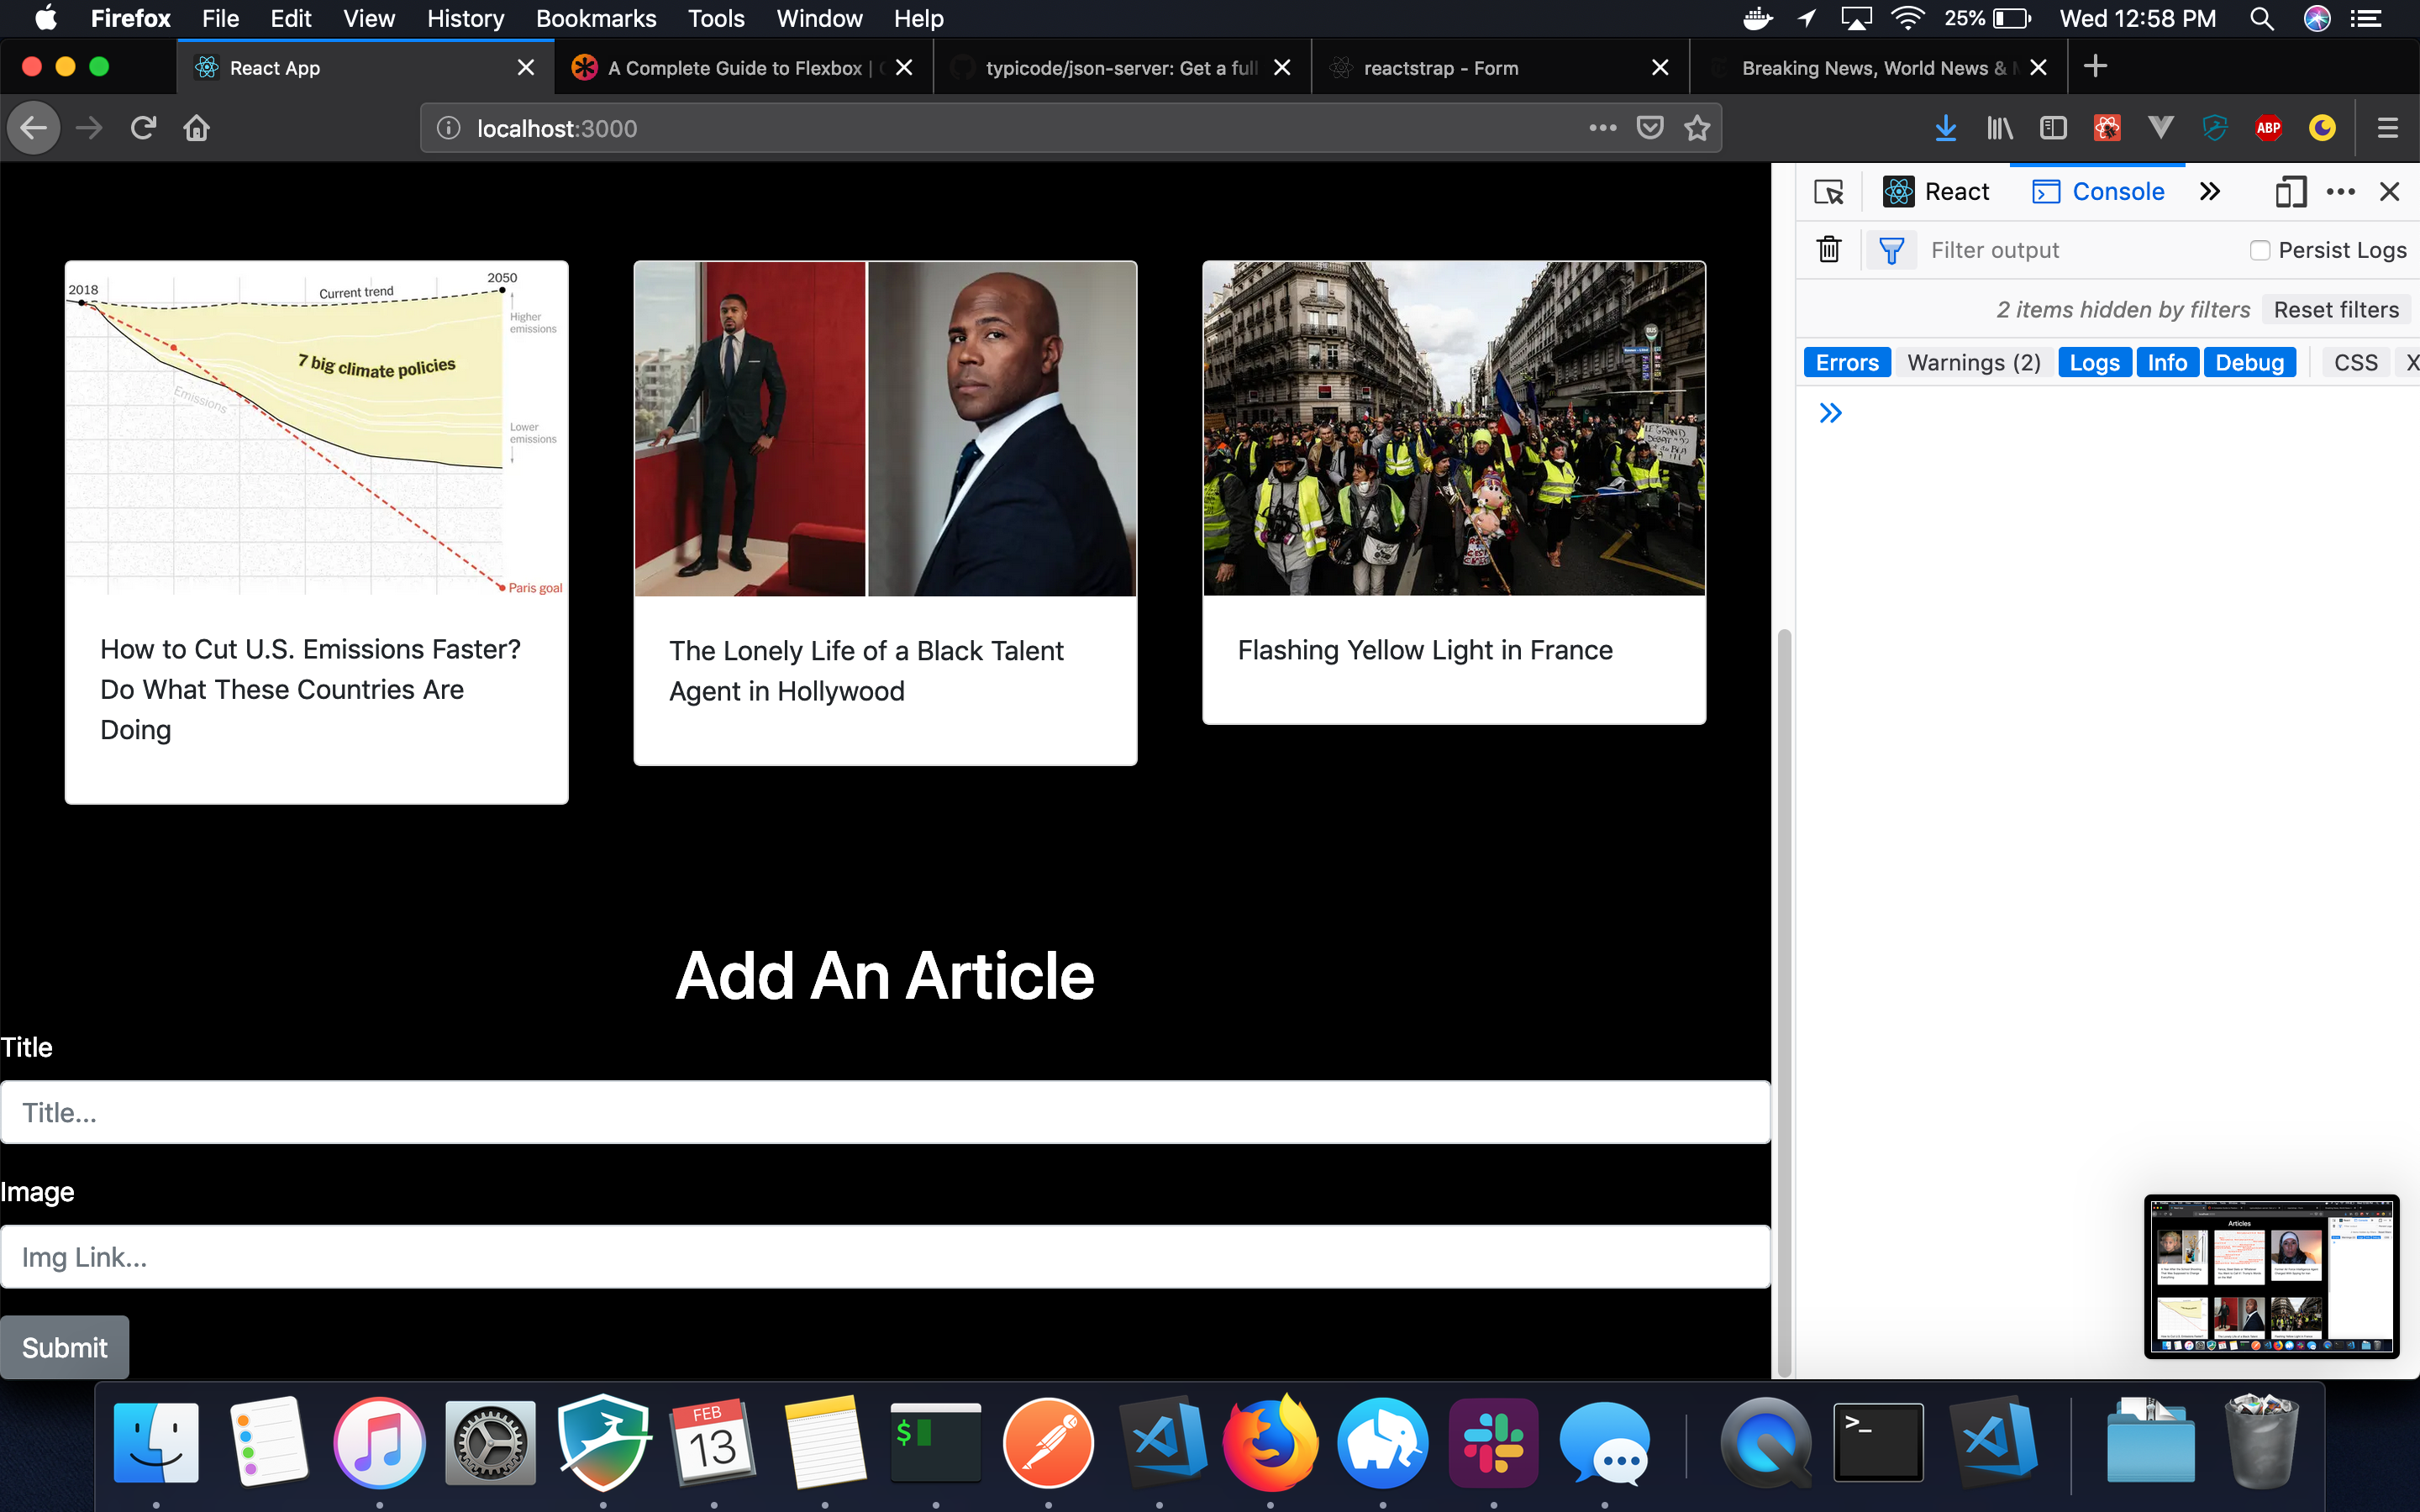 Firefox File Edit View History Bookmarks Tools Window Help
25% Wed 12:58 PM
React App
A Complete Guide to Flexbox |
typicode/json-server: Get a full
reactstrap - Form
Breaking News, World News &
localhost:3000
ABP
React Console
Filter output Persist Logs
2 items hidden by filters Reset filters
Errors Warnings (2) Logs Info Debug CSS X
2018
Current trend
2050
Higher
emissions
7 big climate policies
Emissions
Lower
emissions
Paris goal
BUS
How to Cut U.S. Emissions Faster?
Do What These Countries Are
Doing
The Lonely Life of a Black Talent
Agent in Hollywood
Flashing Yellow Light in France
Add An Article
Title
Title...
Image
Img Link...
Submit
Articles
FEB
13
$
>_